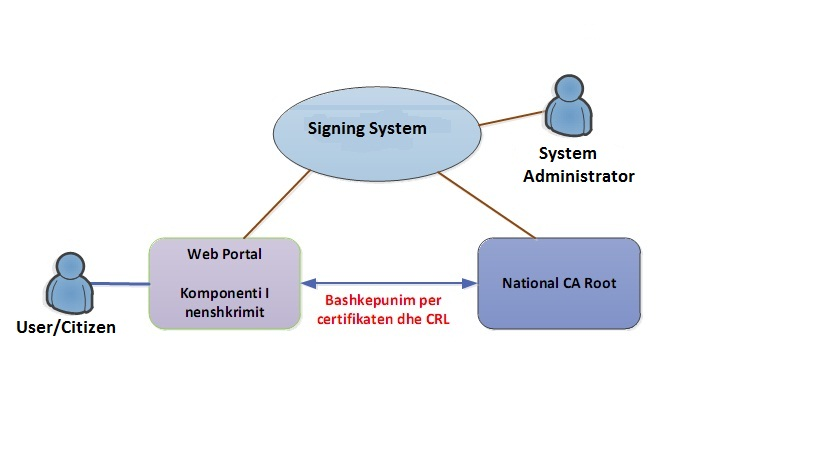 Signing System
System
Administrator
Web Portal
Komponenti I
nenshkrimit
National CA Root
Bashkepunim per
certifikaten dhe CRL
User/Citizen